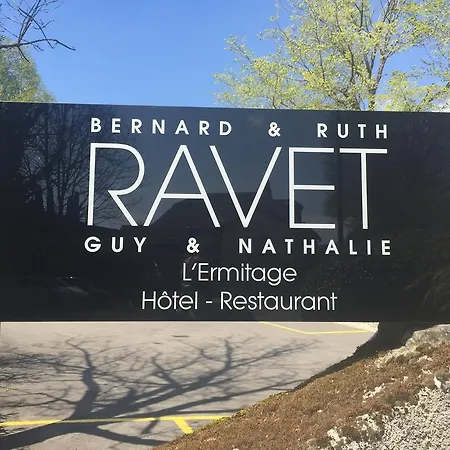 BERNARD & RUTH
RAVET
GUY & NATHALIE
L'Ermitage
Hôtel - Restaurant